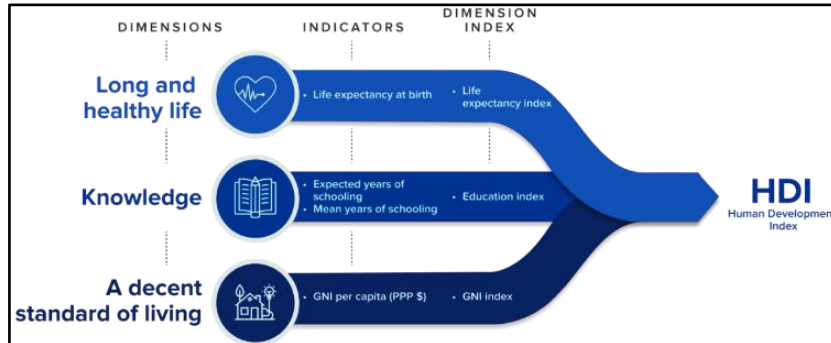 DIMENSIONS
INDICATORS
DIMENSION
INDEX
Long and
healthy life
• Life expectancy at birth
• Life
expectancy index
Knowledge
• Expected years of
schooling
• Mean years of schooling
• Education index
HDI
Human Development
Index
A decent
standard of living
• GNI per capita (PPP $)
• GNI index